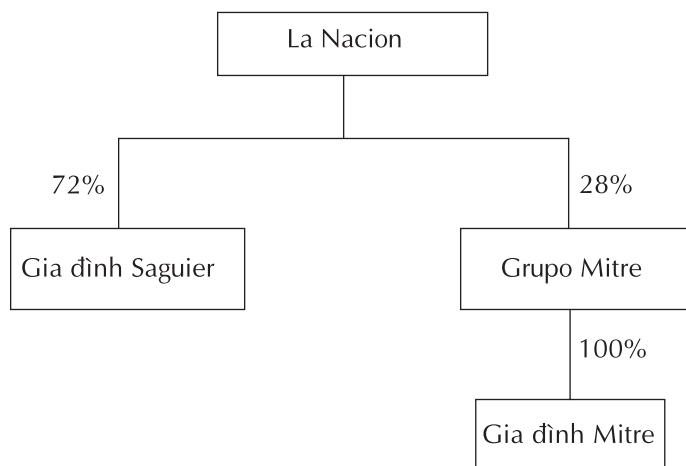 La Nacion
72%
28%
Gia đình Saguier
Grupo Mitre
100%
Gia đình Mitre